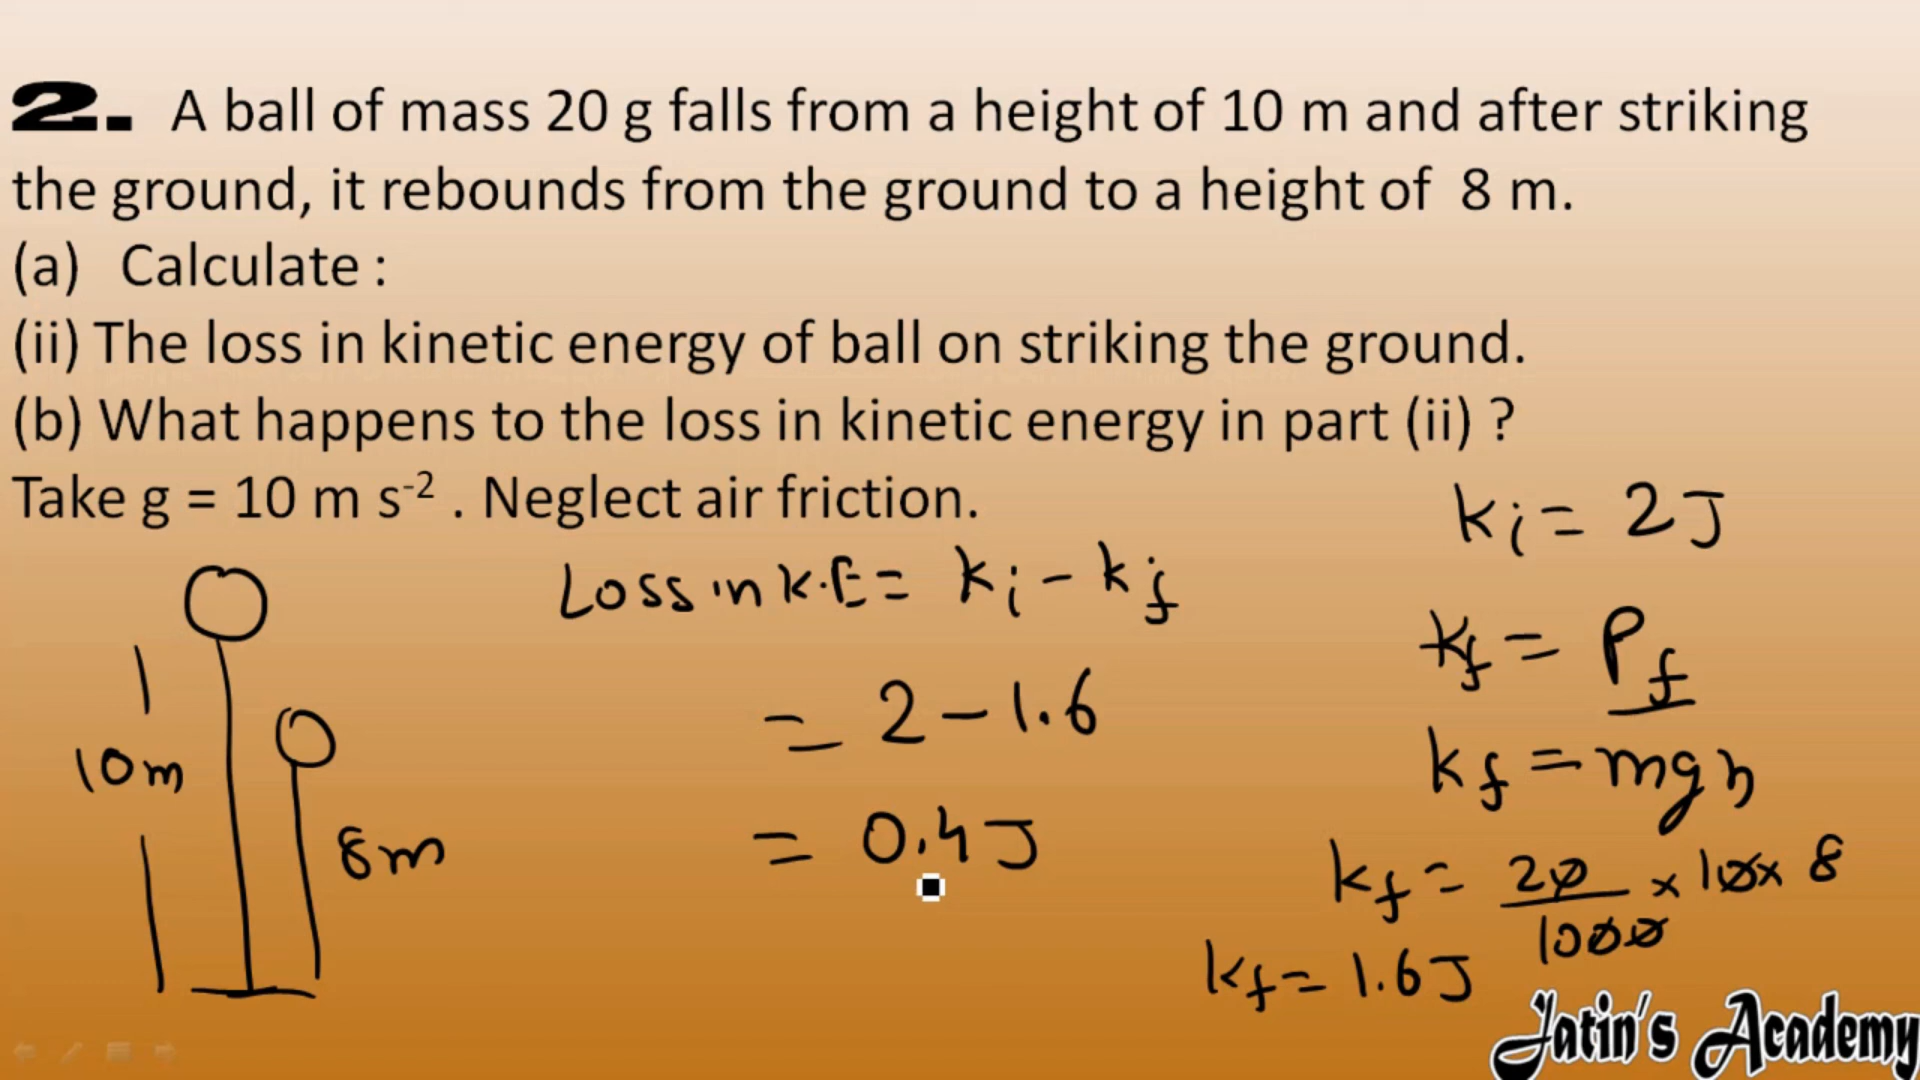 2. A ball of mass 20 g falls from a height of 10 m and after striking
the ground, it rebounds from the ground to a height of 8 m.
(a) Calculate :
(ii) The loss in kinetic energy of ball on striking the ground.
(b) What happens to the loss in kinetic energy in part (ii) ?
Take g = 10 m s⁻² . Neglect air friction.
10m
8m
Loss in K.E = Ki - Kf
= 2 - 1.6
= 0.4 J
Ki = 2 J
Kf = Pf
Kf = mgh
Kf = 20/1000 x 10 x 8
Kf = 1.6 J
Jatin's Academy